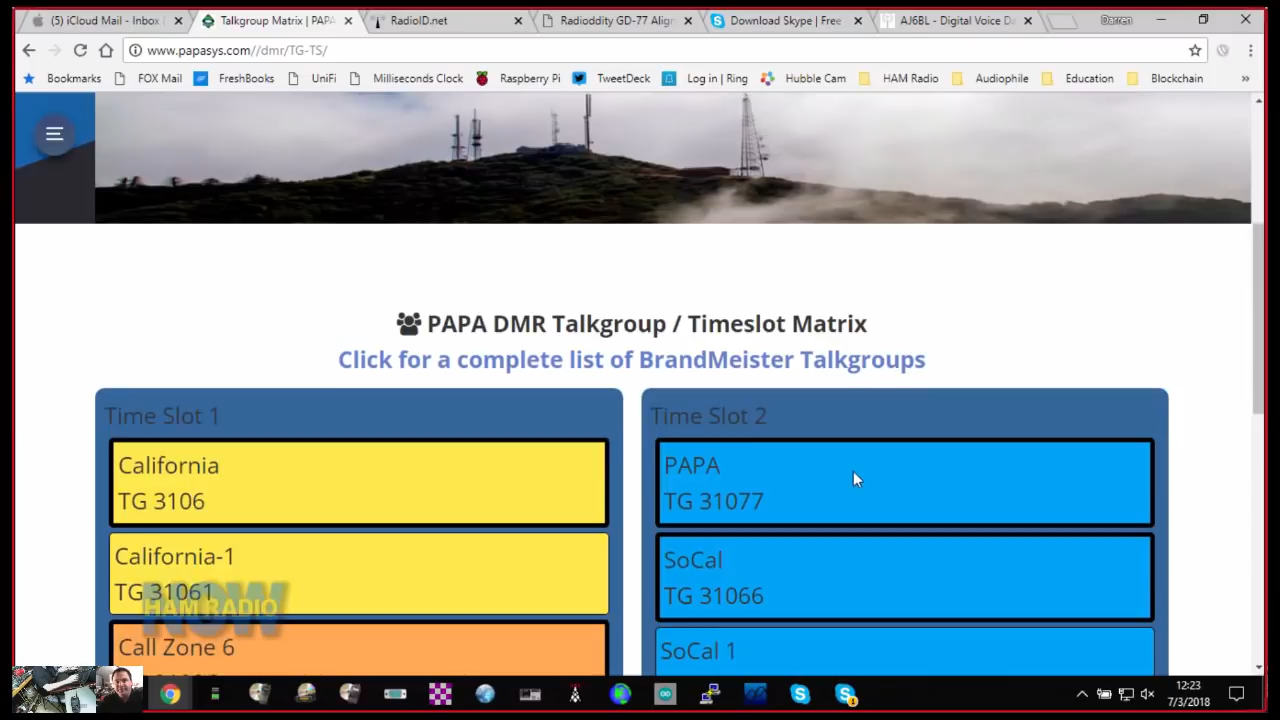 (5) iCloud Mail - Inbox
Talkgroup Matrix | PAPA
RadioID.net
Radioddity GD-77 Align
Download Skype | Free
AJ6BL - Digital Voice D
Darren
www.papasys.com//dmr/TG-TS/
Bookmarks
FOX Mail
FreshBooks
UniFi
Milliseconds Clock
Raspberry Pi
TweetDeck
Log in | Ring
Hubble Cam
HAM Radio
Audiophile
Education
Blockchain
»
PAPA DMR Talkgroup / Timeslot Matrix
Click for a complete list of BrandMeister Talkgroups
Time Slot 1
California
TG 3106
California-1
TG 31061
Call Zone 6
Time Slot 2
PAPA
TG 31077
SoCal
TG 31066
SoCal 1
HAM RADIO
NOW
12:23
7/3/2018